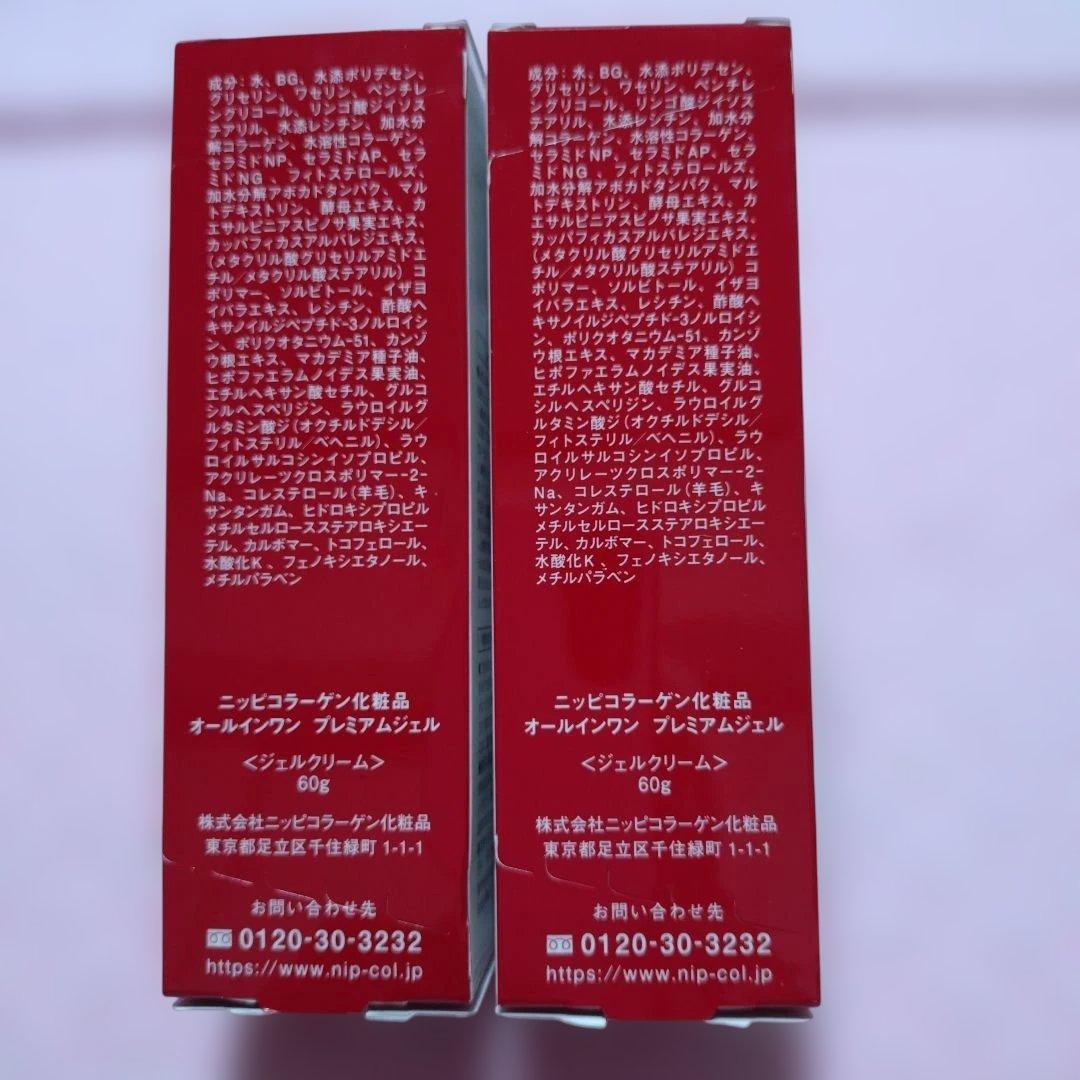 成分：水、BG、水添ポリデセン、
グリセリン、ワセリン、ペンチレ
ングリコール、リンゴ酸ジイソス
テアリル、水添レシチン、加水分
解コラーゲン、水溶性コラーゲン、
セラミドNP、セラミドAP、セラ
ミドNG、フィトステロールズ、
加水分解アボカドタンパク、マル
トデキストリン、酵母エキス、カ
エサルピニアスピノサ果実エキス、
カッパフィカスアルバレジエキス、
(メタクリル酸グリセリルアミドエ
チル／メタクリル酸ステアリル)コ
ポリマー、ソルビトール、イザヨ
イバラエキス、レシチン、酢酸ヘ
キサノイルジペプチド-3ノルロイシ
ン、ポリクオタニウム-51、カンゾ
ウ根エキス、マカデミア種子油、
ヒポファエラムノイデス果実油、
エチルヘキサン酸セチル、グルコ
シルヘスペリジン、ラウロイルグ
ルタミン酸ジ(オクチルドデシル／
フィトステリル／ベヘニル)、ラウ
ロイルサルコシンイソプロピル、
アクリレーツクロスポリマー-2-
Na、コレステロール(羊毛)、キ
サンタンガム、ヒドロキシプロピル
メチルセルロースステアロキシエー
テル、カルボマー、トコフェロール、
水酸化K、フェノキシエタノール、
メチルパラベン
ニッピコラーゲン化粧品
オールインワン プレミアムジェル
＜ジェルクリーム＞
60g
株式会社ニッピコラーゲン化粧品
東京都足立区千住緑町1-1-1
お問い合わせ先
0120-30-3232
https://www.nip-col.jp
成分：水、BG、水添ポリデセン、
グリセリン、ワセリン、ペンチレ
ングリコール、リンゴ酸ジイソス
テアリル、水添レシチン、加水分
解コラーゲン、水溶性コラーゲン、
セラミドNP、セラミドAP、セラ
ミドNG、フィトステロールズ、
加水分解アボカドタンパク、マル
トデキストリン、酵母エキス、カ
エサルピニアスピノサ果実エキス、
カッパフィカスアルバレジエキス、
(メタクリル酸グリセリルアミドエ
チル／メタクリル酸ステアリル)コ
ポリマー、ソルビトール、イザヨ
イバラエキス、レシチン、酢酸ヘ
キサノイルジペプチド-3ノルロイシ
ン、ポリクオタニウム-51、カンゾ
ウ根エキス、マカデミア種子油、
ヒポファエラムノイデス果実油、
エチルヘキサン酸セチル、グルコ
シルヘスペリジン、ラウロイルグ
ルタミン酸ジ(オクチルドデシル／
フィトステリル／ベヘニル)、ラウ
ロイルサルコシンイソプロピル、
アクリレーツクロスポリマー-2-
Na、コレステロール(羊毛)、キ
サンタンガム、ヒドロキシプロピル
メチルセルロースステアロキシエー
テル、カルボマー、トコフェロール、
水酸化K、フェノキシエタノール、
メチルパラベン
ニッピコラーゲン化粧品
オールインワン プレミアムジェル
＜ジェルクリーム＞
60g
株式会社ニッピコラーゲン化粧品
東京都足立区千住緑町1-1-1
お問い合わせ先
0120-30-3232
https://www.nip-col.jp